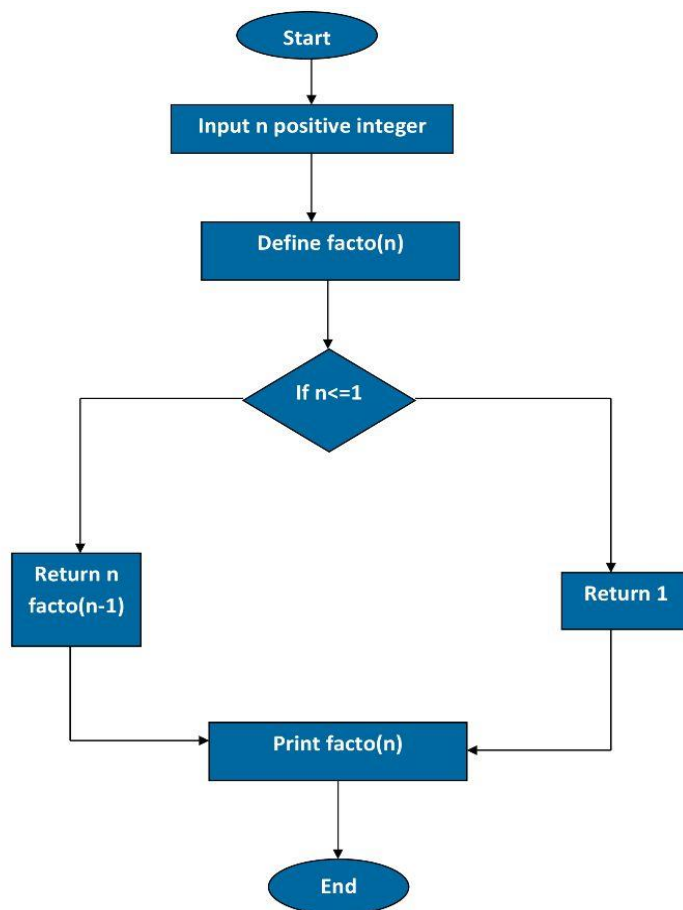 Start
Input n positive integer
Define facto(n)
If n<=1
Return n
facto(n-1)
Return 1
Print facto(n)
End